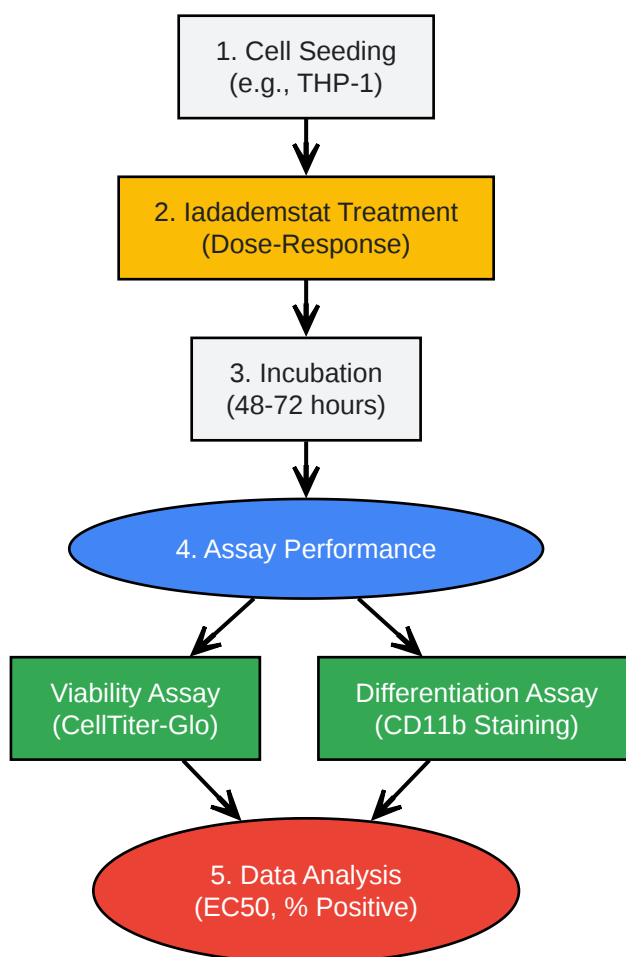 1. Cell Seeding
(e.g., THP-1)
2. Iadademstat Treatment
(Dose-Response)
3. Incubation
(48-72 hours)
4. Assay Performance
Viability Assay
(CellTiter-Glo)
Differentiation Assay
(CD11b Staining)
5. Data Analysis
(EC50, % Positive)